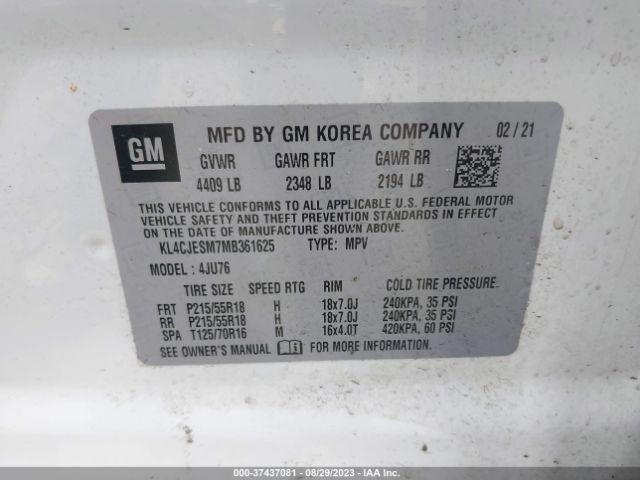 GM
MFD BY GM KOREA COMPANY 02 / 21
GVWR GAWR FRT GAWR RR
4409 LB 2348 LB 2194 LB
THIS VEHICLE CONFORMS TO ALL APPLICABLE U.S. FEDERAL MOTOR
VEHICLE SAFETY AND THEFT PREVENTION STANDARDS IN EFFECT
ON THE DATE OF MANUFACTURE SHOWN ABOVE.
KL4CJESM7MB361625 TYPE: MPV
MODEL : 4JU76
TIRE SIZE SPEED RTG RIM COLD TIRE PRESSURE
FRT P215/55R18 H 18x7.0J 240KPA, 35 PSI
RR P215/55R18 H 18x7.0J 240KPA, 35 PSI
SPA T125/70R16 M 16x4.0T 420KPA, 60 PSI
SEE OWNER'S MANUAL FOR MORE INFORMATION.
000-37437081 - 08/29/2023 - IAA Inc.